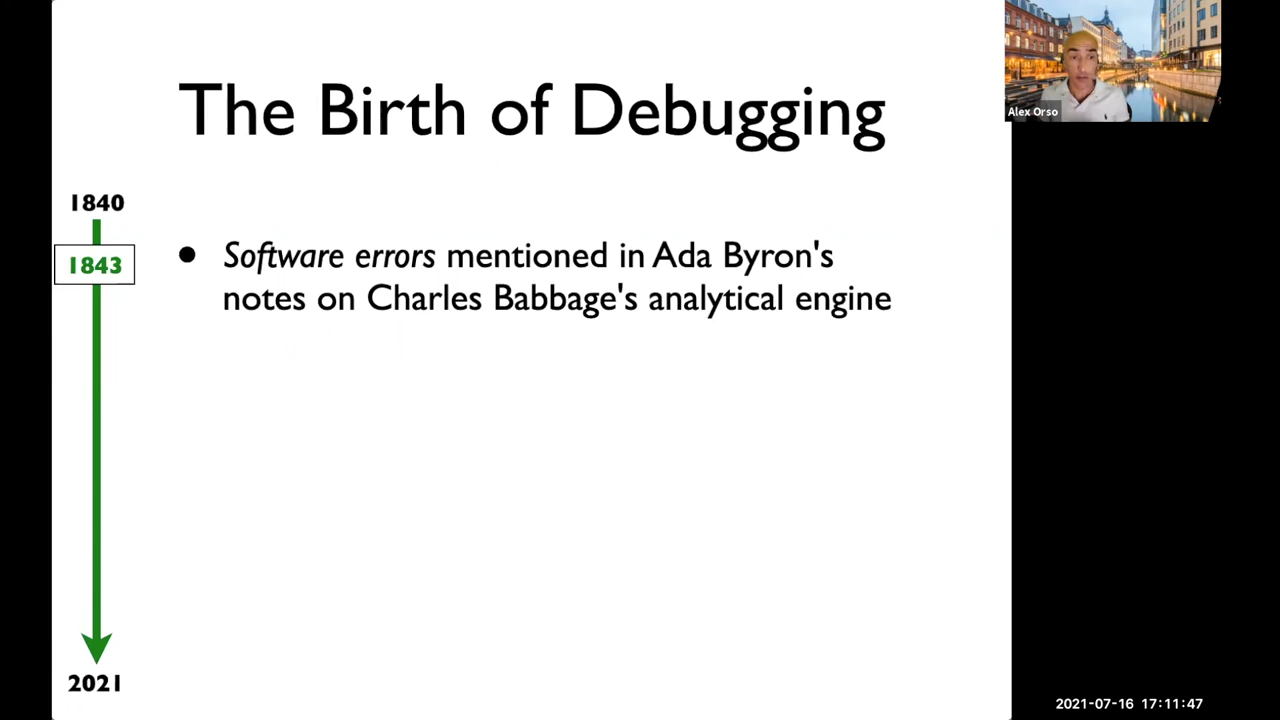 The Birth of Debugging
Alex Orso
1840
1843
● Software errors mentioned in Ada Byron's
notes on Charles Babbage's analytical engine
2021
2021-07-16 17:11:47